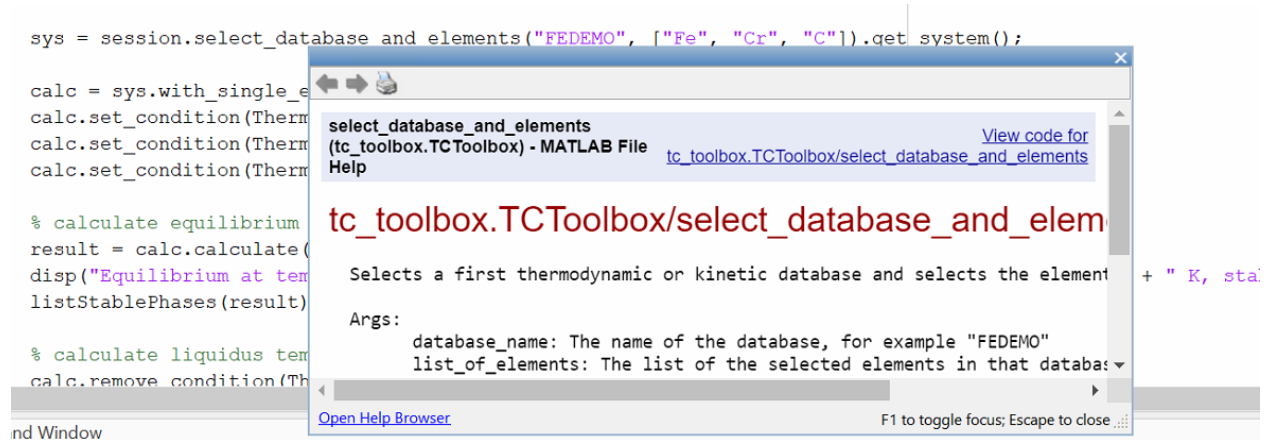 sys = session.select_database_and_elements("FEDEMO", ["Fe", "Cr", "C"]).get_system();
calc = sys.with_single_e
calc.set_condition(Therm
calc.set_condition(Therm
calc.set_condition(Therm
% calculate equilibrium
result = calc.calculate(
disp("Equilibrium at tem
+ " K, sta
listStablePhases(result)
% calculate liquidus tem
calc.remove_condition(Th
select_database_and_elements
(tc_toolbox.TCToolbox) - MATLAB File
Help
View code for
tc_toolbox.TCToolbox/select_database_and_elements
tc_toolbox.TCToolbox/select_database_and_elem
Selects a first thermodynamic or kinetic database and selects the element
Args:
database_name: The name of the database, for example "FEDEMO"
list_of_elements: The list of the selected elements in that databas
Open Help Browser
F1 to toggle focus; Escape to close
nd Window